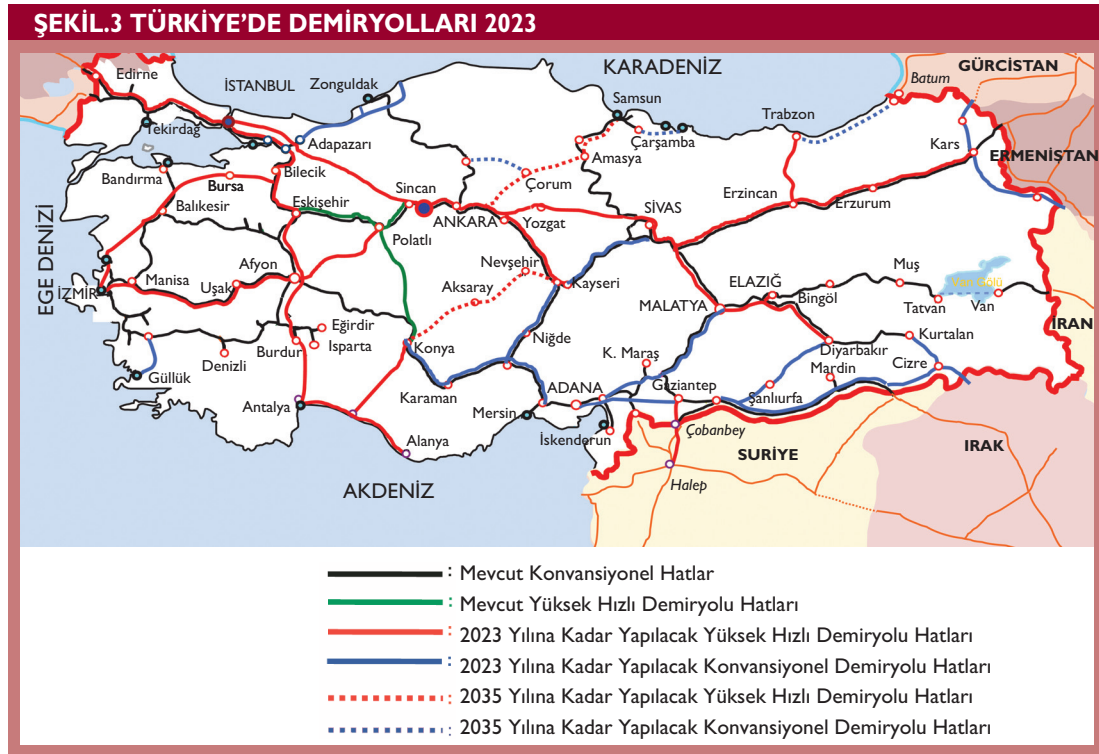 ŞEKİL.3 TÜRKİYE'DE DEMİRYOLLARI 2023
KARADENİZ
GÜRCİSTAN
Edirne
İSTANBUL
Zonguldak
Batum
Samsun
Tekirdağ
Çarşamba
Trabzon
Adapazarı
Kars
Amasya
ERMENİSTAN
Bandırma
Bursa
Bilecik
Çorum
Sincan
Erzincan
Erzurum
Balıkesir
Eskişehir
ANKARA
Yozgat
SİVAS
EGE DENİZİ
Polatlı
Nevşehir
Afyon
Muş
Manisa
Uşak
Aksaray
Kayseri
ELAZIĞ
Van Gölü
İZMİR
MALATYA
Bingöl
Tatvan
Van
İRAN
Eğirdir
Isparta
Burdur
Denizli
Konya
Niğde
Kurtalan
Diyarbakır
K. Maraş
Cizre
Güllük
Mardin
Karaman
ADANA
Gaziantep
Şanlıurfa
Antalya
Mersin
Çobanbey
İskenderun
Alanya
SURİYE
IRAK
Halep
AKDENİZ
: Mevcut Konvansiyonel Hatlar
: Mevcut Yüksek Hızlı Demiryolu Hatları
: 2023 Yılına Kadar Yapılacak Yüksek Hızlı Demiryolu Hatları
: 2023 Yılına Kadar Yapılacak Konvansiyonel Demiryolu Hatları
: 2035 Yılına Kadar Yapılacak Yüksek Hızlı Demiryolu Hatları
: 2035 Yılına Kadar Yapılacak Konvansiyonel Demiryolu Hatları